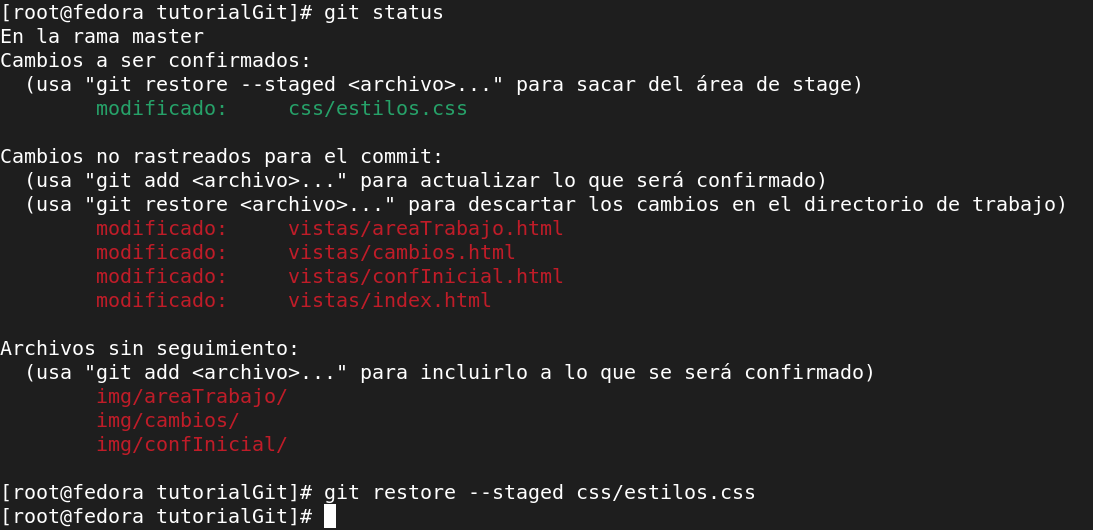 [root@fedora tutorialGit]# git status
En la rama master
Cambios a ser confirmados:
  (usa "git restore --staged <archivo>..." para sacar del área de stage)
        modificado:     css/estilos.css

Cambios no rastreados para el commit:
  (usa "git add <archivo>..." para actualizar lo que será confirmado)
  (usa "git restore <archivo>..." para descartar los cambios en el directorio de trabajo)
        modificado:     vistas/areaTrabajo.html
        modificado:     vistas/cambios.html
        modificado:     vistas/confInicial.html
        modificado:     vistas/index.html

Archivos sin seguimiento:
  (usa "git add <archivo>..." para incluirlo a lo que se será confirmado)
        img/areaTrabajo/
        img/cambios/
        img/confInicial/

[root@fedora tutorialGit]# git restore --staged css/estilos.css
[root@fedora tutorialGit]#